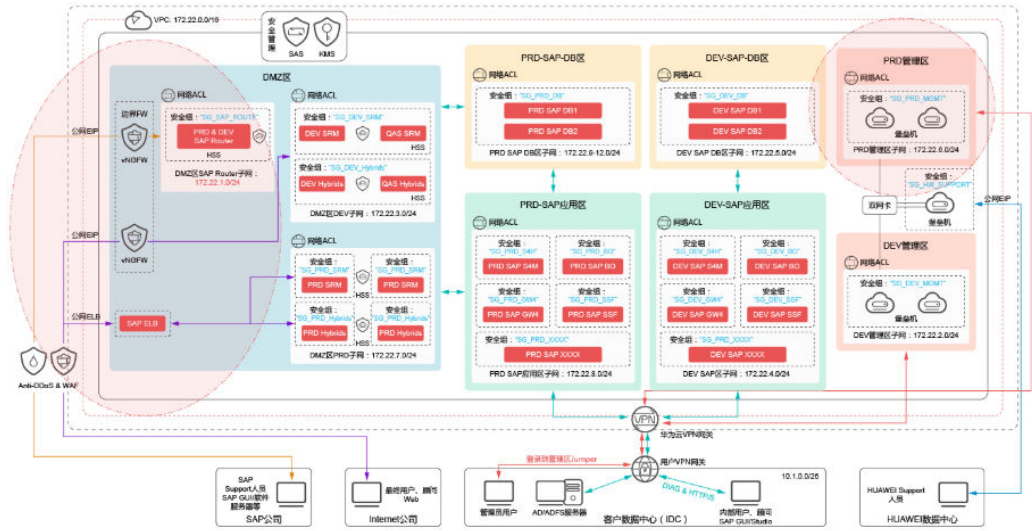 VPC: 172.22.0.0/19
安全管理
SAS
KMS
DMZ区
网络ACL
安全组："SG_SAP_ROUTE"
PRD & DEV
SAP Router
HSS
DMZ区SAP Router子网：
172.22.1.0/24
边界FW
vNGFW
vNGFW
公网EIP
公网EIP
公网ELB
SAP ELB
Anti-DDoS & WAF
网络ACL
安全组："SG_DEV_SRM"
DEV SRM
QAS SRM
HSS
安全组："SG_DEV_Hybrids"
DEV Hybrids
QAS Hybrids
HSS
DMZ区DEV子网：172.22.3.0/24
网络ACL
安全组：
"SG_PRD_SRM"
PRD SRM
安全组：
"SG_PRD_SRM"
PRD SRM
HSS
安全组：
"SG_PRD_Hybrids"
PRD Hybrids
安全组：
"SG_PRD_Hybrids"
PRD Hybrids
HSS
DMZ区PRD子网：172.22.7.0/24
PRD-SAP-DB区
网络ACL
安全组："SG_PRD_DB"
PRD SAP DB1
PRD SAP DB2
PRD SAP DB区子网：172.22.9-12.0/24
DEV-SAP-DB区
网络ACL
安全组："SG_DEV_DB"
DEV SAP DB1
DEV SAP DB2
DEV SAP DB区子网：172.22.5.0/24
PRD-SAP应用区
网络ACL
安全组：
"SG_PRD_S4H"
PRD SAP S4M
安全组：
"SG_PRD_BO"
PRD SAP BO
安全组：
"SG_PRD_GW4"
PRD SAP GW4
安全组：
"SG_PRD_SSF"
PRD SAP SSF
安全组："SG_PRD_XXXX"
PRD SAP XXXX
PRD SAP应用区子网：172.22.8.0/24
DEV-SAP应用区
网络ACL
安全组：
"SG_DEV_S4H"
DEV SAP S4M
安全组：
"SG_DEV_BO"
DEV SAP BO
安全组：
"SG_DEV_GW4"
DEV SAP GW4
安全组：
"SG_DEV_SSF"
DEV SAP SSF
安全组："SG_PRD_XXXX"
DEV SAP XXXX
DEV SAP区子网：172.22.4.0/24
PRD管理区
网络ACL
安全组："SG_PRD_MGMT"
堡垒机
PRD管理区子网：172.22.6.0/24
安全组：
"SG_HW_SUPPORT"
双网卡
堡垒机
公网EIP
DEV管理区
网络ACL
安全组："SG_DEV_MGMT"
堡垒机
DEV管理区子网：172.22.2.0/24
VPN
华为云VPN网关
用户VPN网关
登录到管理区Jumper
DIAG & HTTP/S
SAP
Support人员
SAP GUI/软件
服务器等
SAP公司
最终用户、顾问
Web
Internet公司
管理员用户
AD/ADFS服务器
客户数据中心（IDC）
10.1.0.0/26
内部用户、顾问
SAP GUI/Studio
HUAWEI Support
人员
HUAWEI数据中心